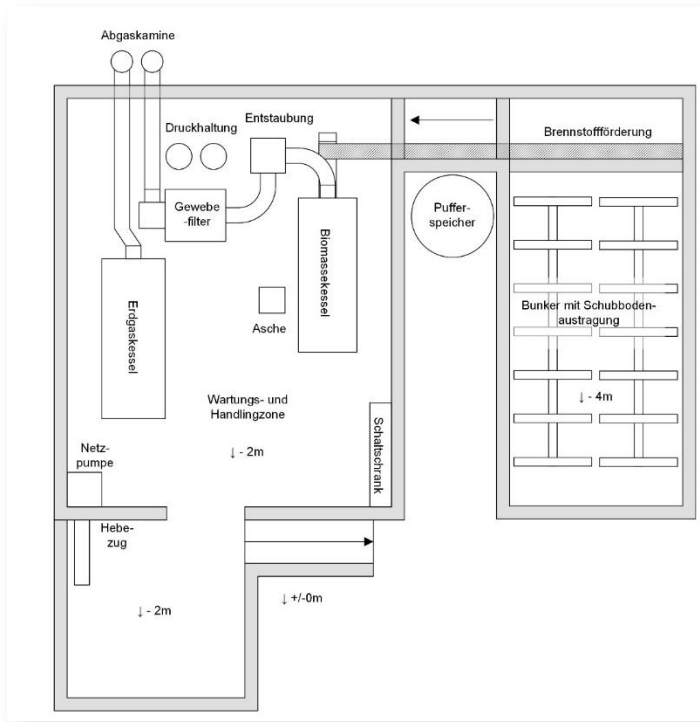 Abgaskamine
Druckhaltung
Entstaubung
Brennstoffförderung
Gewebe
-filter
Puffer-
speicher
Biomassekessel
Erdgaskessel
Asche
Bunker mit Schubboden-
austragung
↓ - 4m
Wartungs- und
Handlingzone
↓ - 2m
Schaltschrank
Netz-
pumpe
Hebe-
zug
↓ - 2m
↓ +/-0m